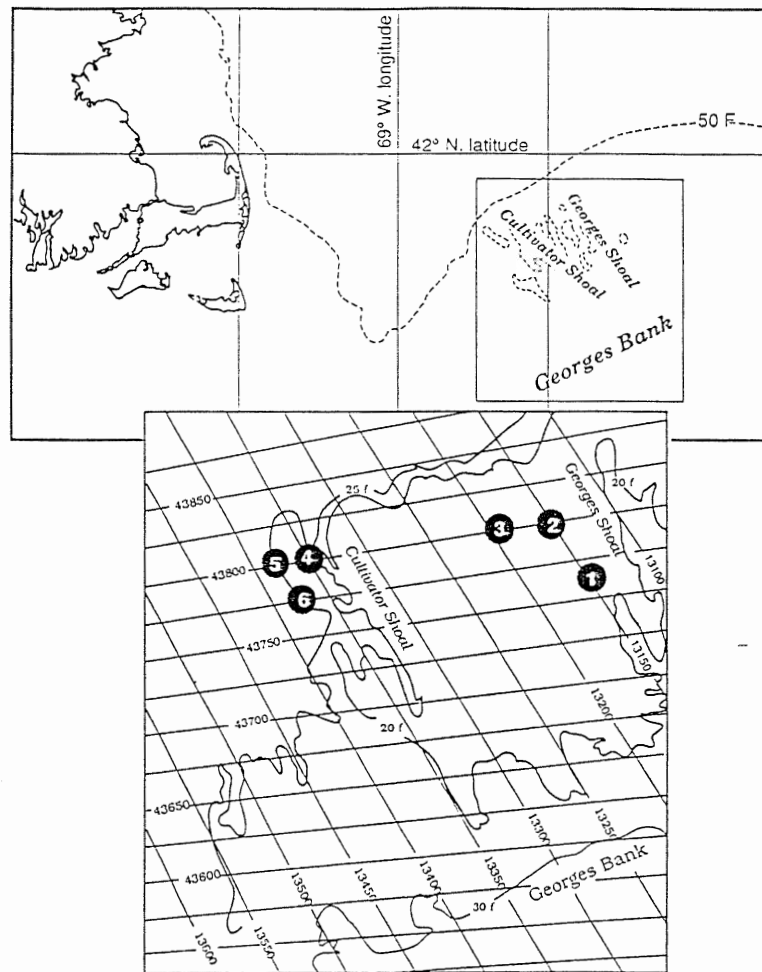 69° W. longitude
42° N. latitude
50 F
Georges Shoal
Cultivator Shoal
Georges Bank
43850
25 f
Georges Shoal
20 f
3
2
13100
43800
5
4
1
Cultivator Shoal
6
43750
13150
43700
20 f
13200
43650
13250
13300
43600
13350
13400
13450
13500
Georges Bank
30 f
13550
13600